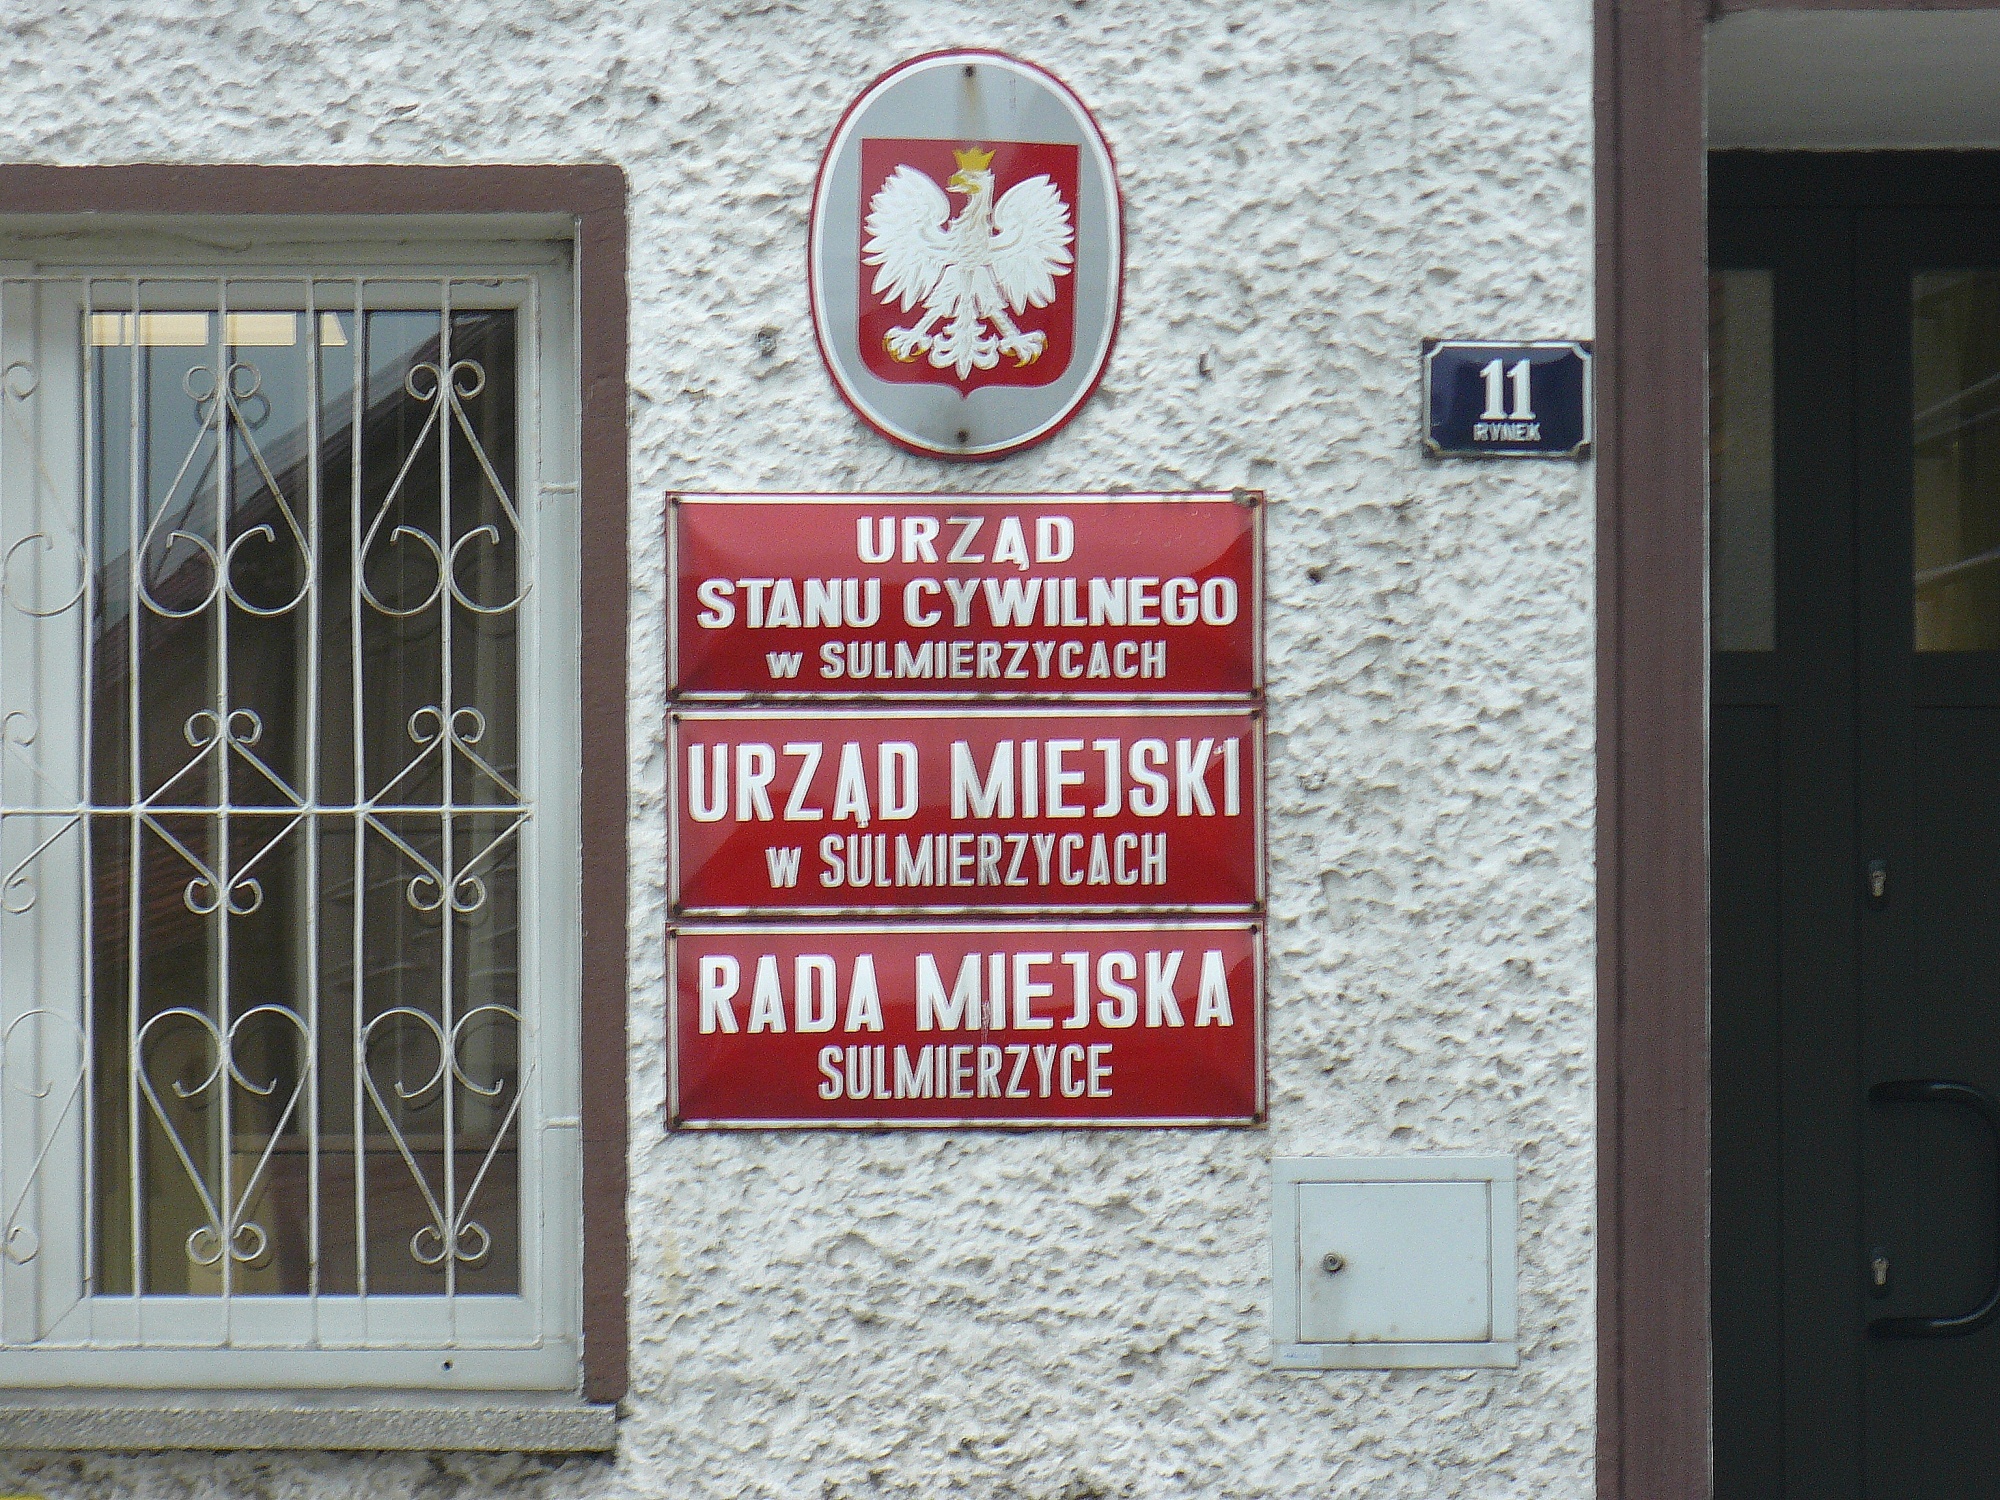 11
RYNEK
URZĄD
STANU CYWILNEGO
w SULMIERZYCACH
URZĄD MIEJSKI
w SULMIERZYCACH
RADA MIEJSKA
SULMIERZYCE